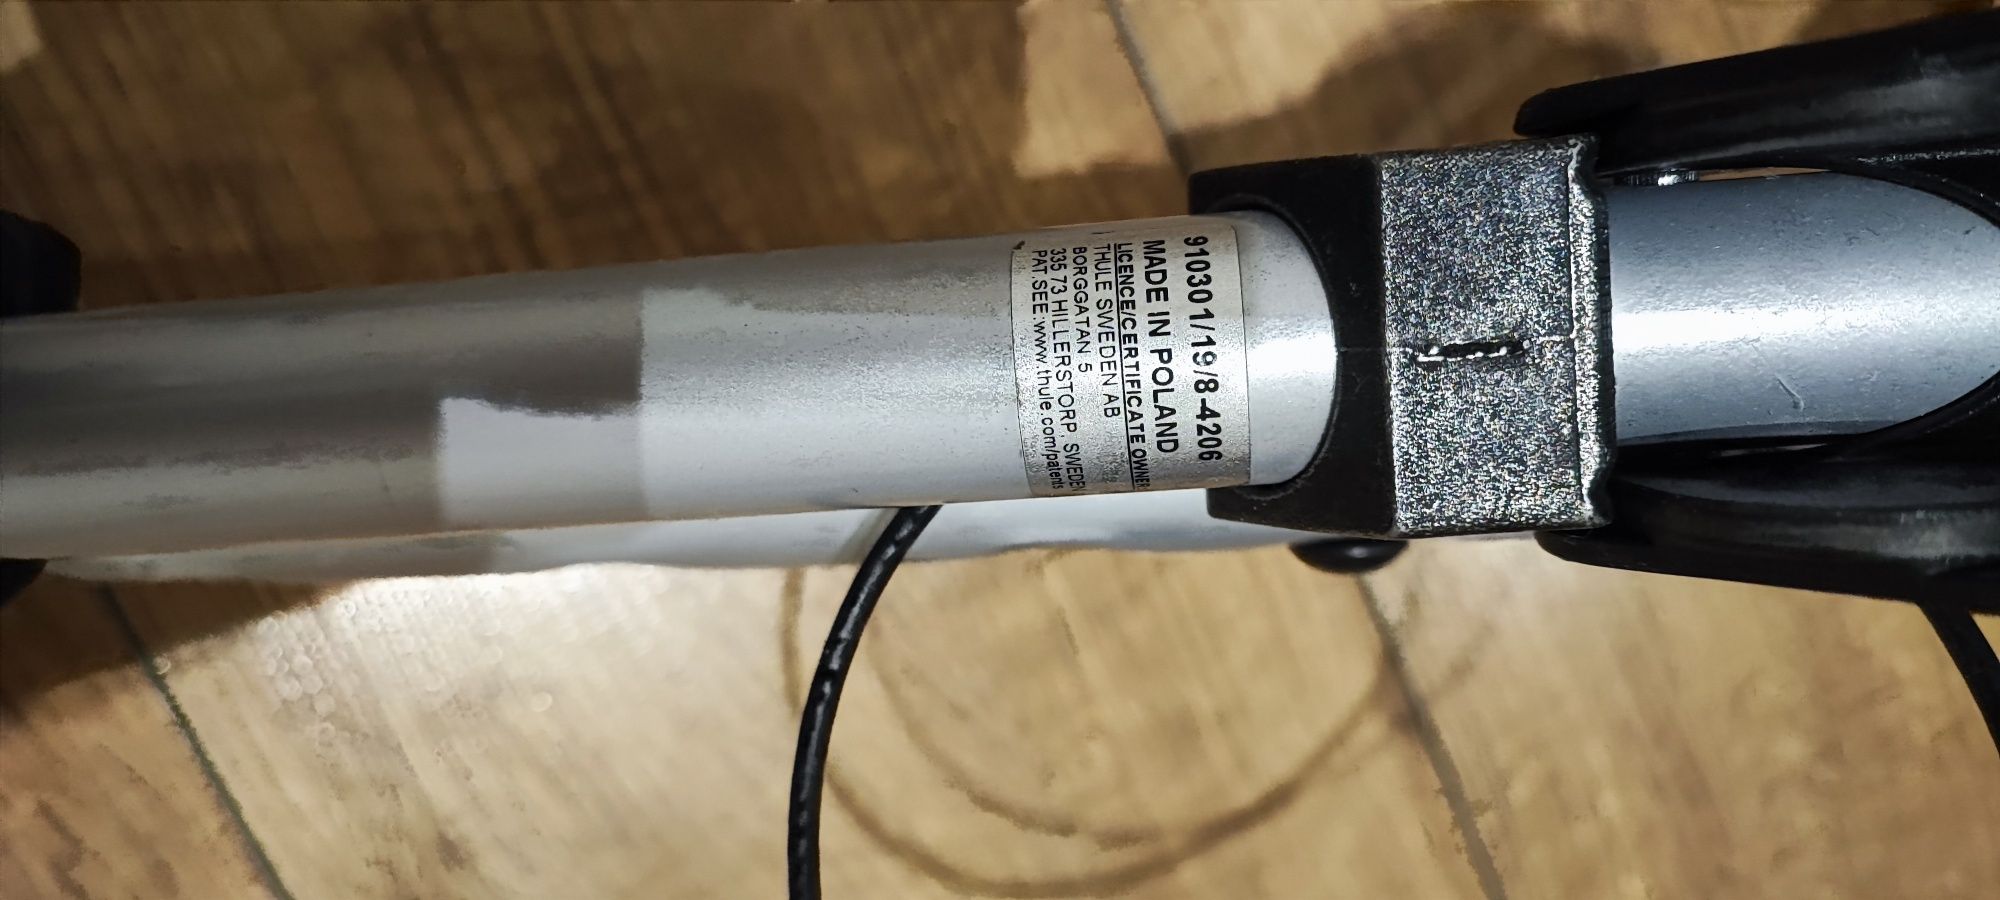 910301/19/8-4206
MADE IN POLAND
LICENCE/CERTIFICATE OWNER
THULE SWEDEN AB
BORGGATAN 5
335 73 HILLERSTORP, SWEDEN
PAT.SEE:www.thule.com/patents